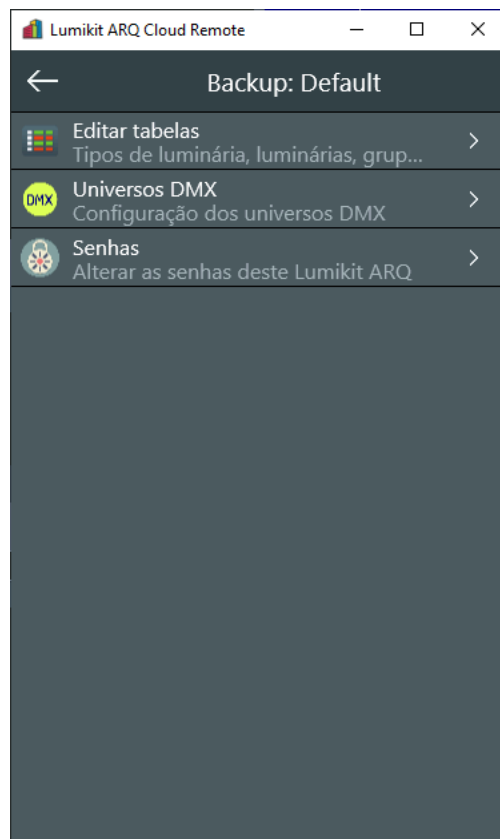 Lumikit ARQ Cloud Remote
Backup: Default
Editar tabelas
Tipos de luminária, luminárias, grup...
DMX
Universos DMX
Configuração dos universos DMX
Senhas
Alterar as senhas deste Lumikit ARQ